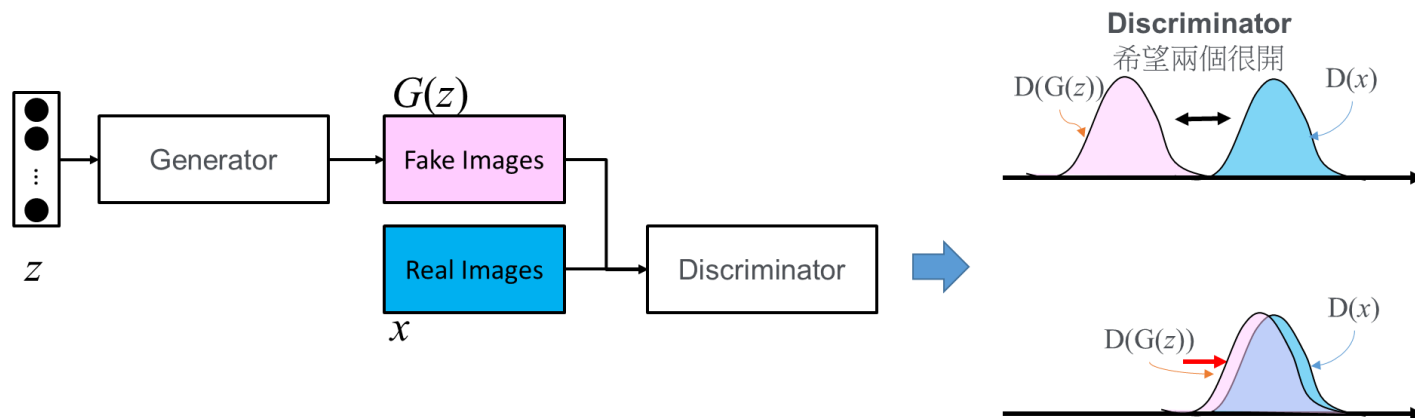 z
Generator
G(z)
Fake Images
Real Images
x
Discriminator
Discriminator
希望兩個很開
D(G(z))
D(x)
D(G(z))
D(x)